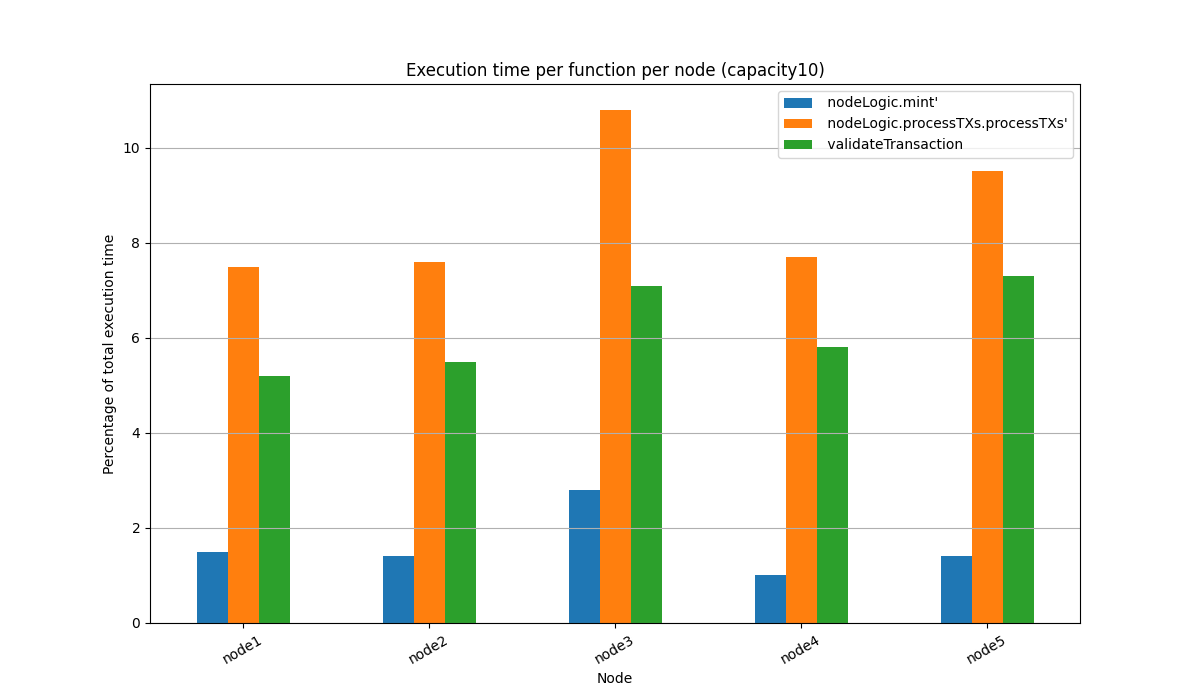 Execution time per function per node (capacity10)
nodeLogic.mint'
nodeLogic.processTXs.processTXs'
validateTransaction
Percentage of total execution time
10
8
6
4
2
0
node1
node2
node3
node4
node5
Node